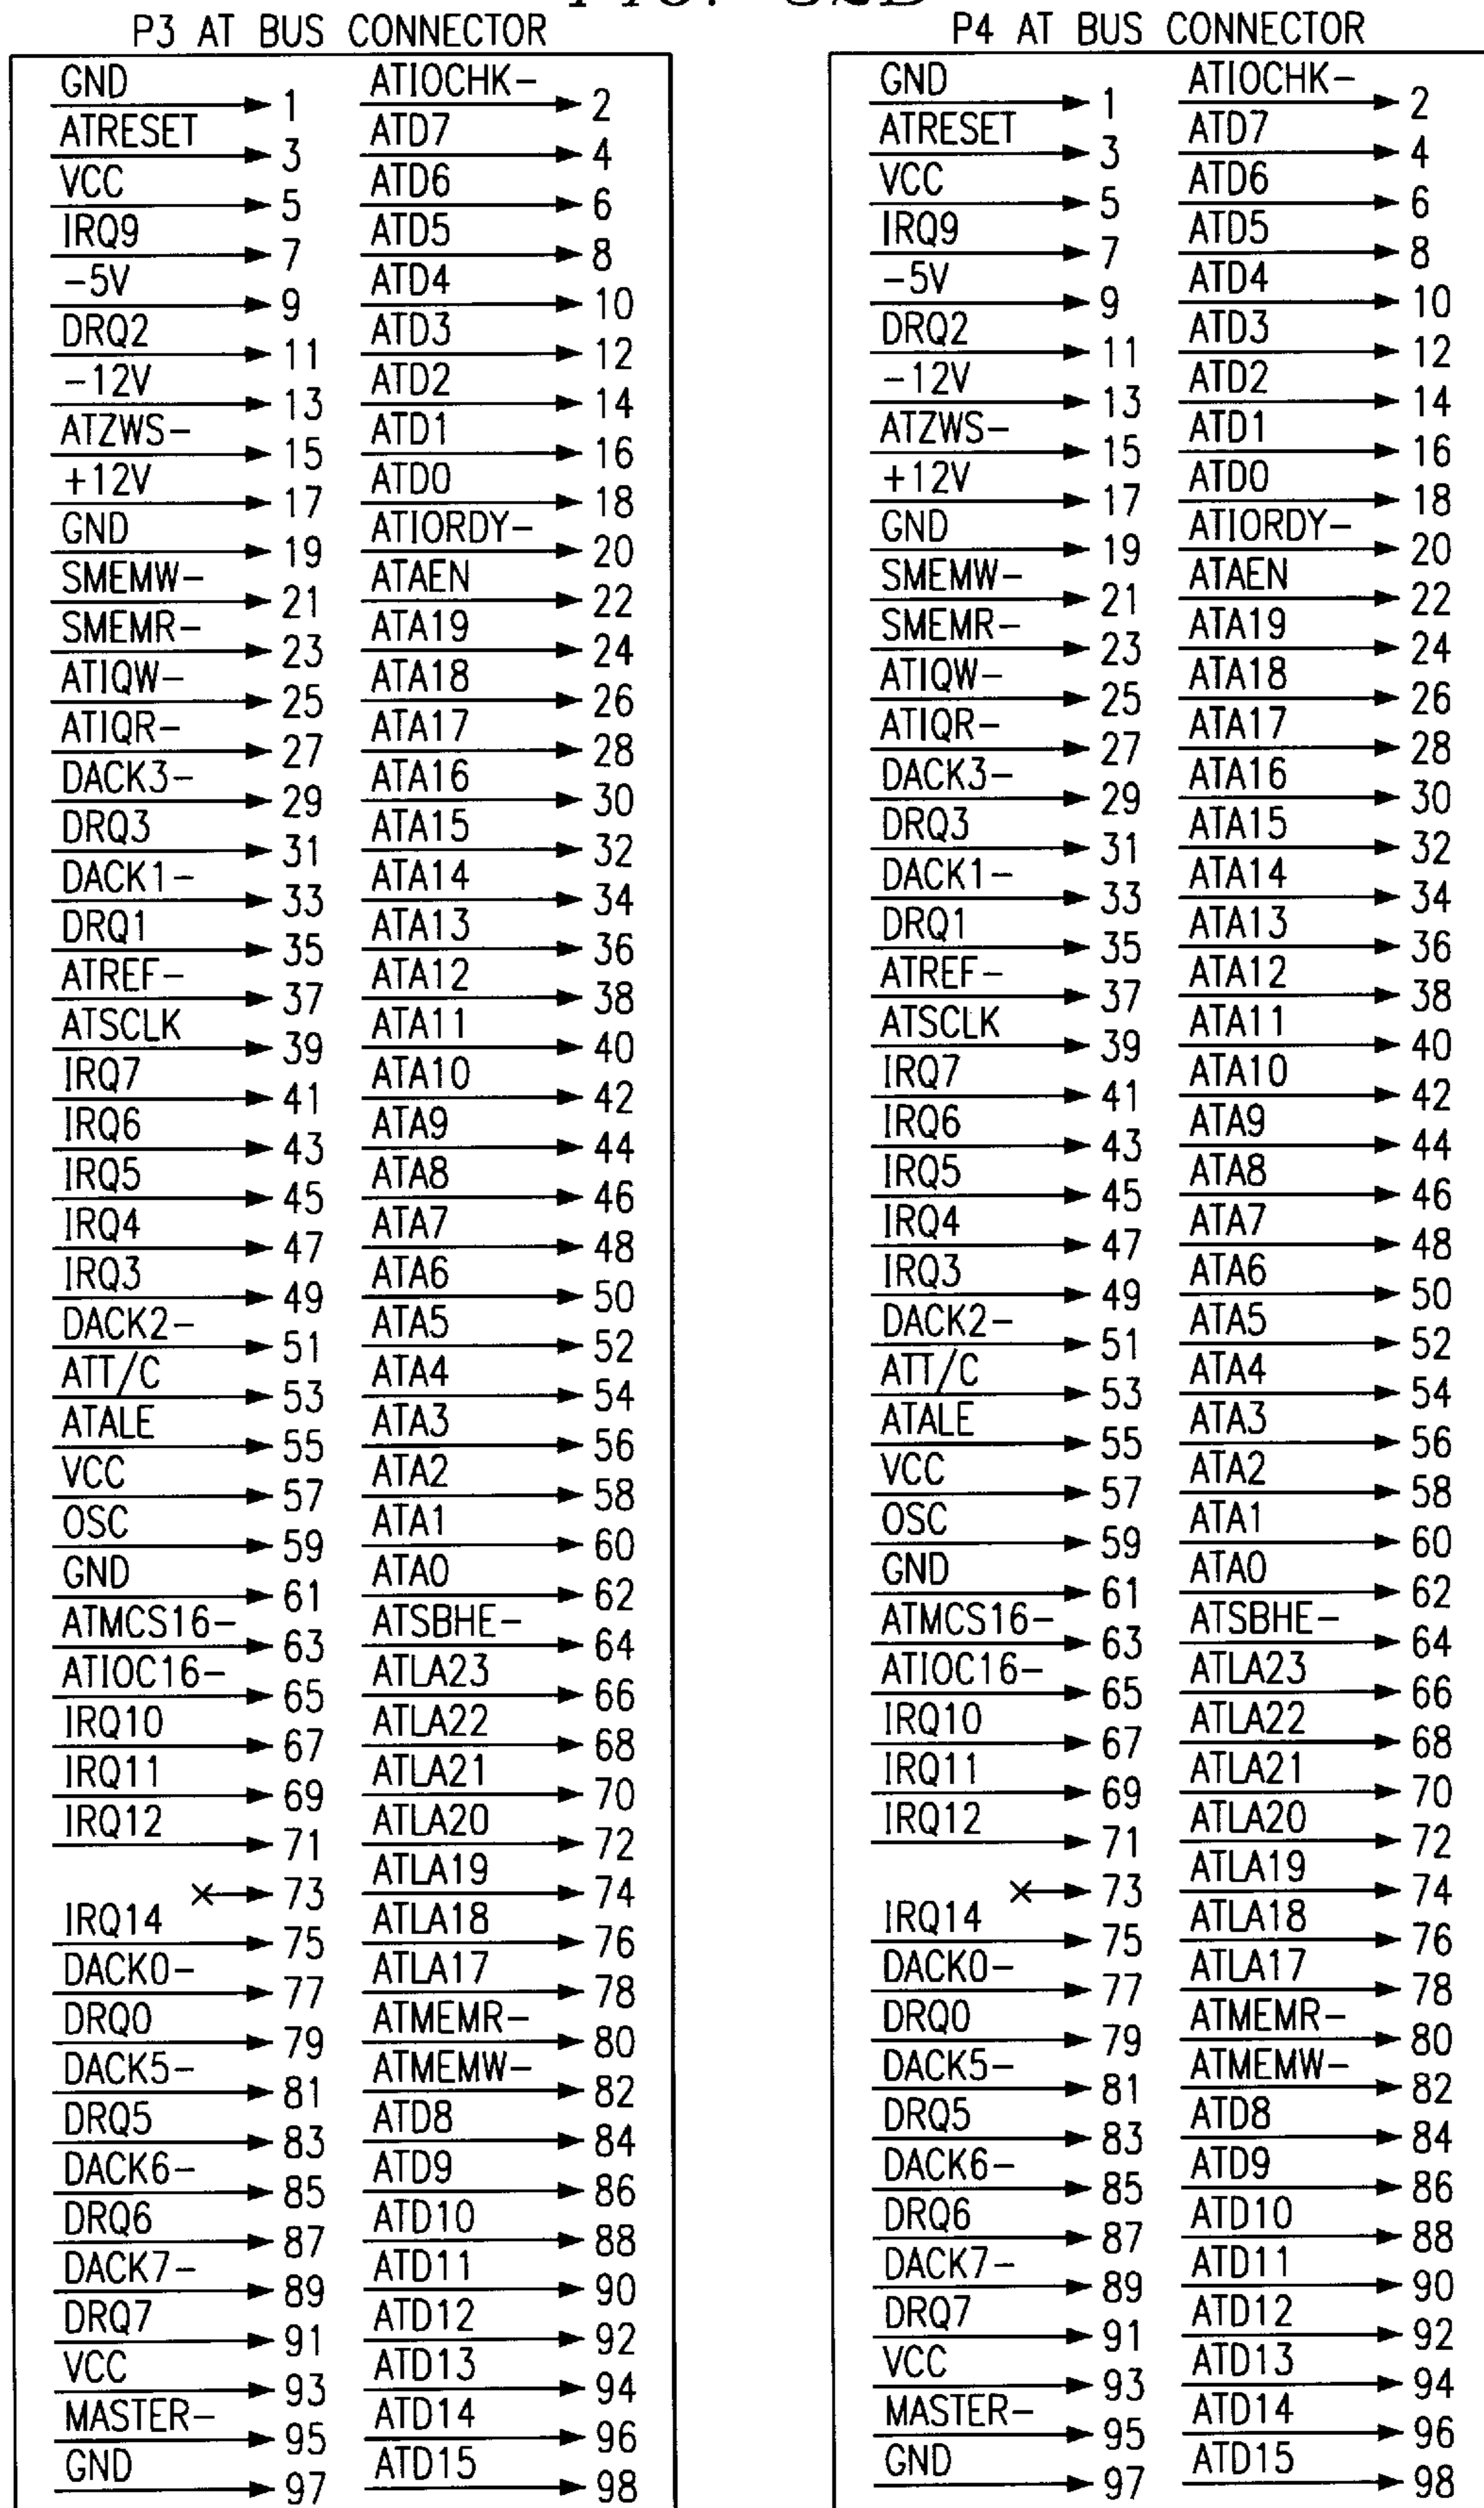 P3 AT BUS CONNECTOR
GND 1 ATIOCHK- 2
ATRESET 3 ATD7 4
VCC 5 ATD6 6
IRQ9 7 ATD5 8
-5V 9 ATD4 10
DRQ2 11 ATD3 12
-12V 13 ATD2 14
ATZWS- 15 ATD1 16
+12V 17 ATD0 18
GND 19 ATIORDY- 20
SMEMW- 21 ATAEN 22
SMEMR- 23 ATA19 24
ATIQW- 25 ATA18 26
ATIQR- 27 ATA17 28
DACK3- 29 ATA16 30
DRQ3 31 ATA15 32
DACK1- 33 ATA14 34
DRQ1 35 ATA13 36
ATREF- 37 ATA12 38
ATSCLK 39 ATA11 40
IRQ7 41 ATA10 42
IRQ6 43 ATA9 44
IRQ5 45 ATA8 46
IRQ4 47 ATA7 48
IRQ3 49 ATA6 50
DACK2- 51 ATA5 52
ATT/C 53 ATA4 54
ATALE 55 ATA3 56
VCC 57 ATA2 58
OSC 59 ATA1 60
GND 61 ATA0 62
ATMCS16- 63 ATSBHE- 64
ATIOC16- 65 ATLA23 66
IRQ10 67 ATLA22 68
IRQ11 69 ATLA21 70
IRQ12 71 ATLA20 72
73 ATLA19 74
IRQ14 75 ATLA18 76
DACK0- 77 ATLA17 78
DRQ0 79 ATMEMR- 80
DACK5- 81 ATMEMW- 82
DRQ5 83 ATD8 84
DACK6- 85 ATD9 86
DRQ6 87 ATD10 88
DACK7- 89 ATD11 90
DRQ7 91 ATD12 92
VCC 93 ATD13 94
MASTER- 95 ATD14 96
GND 97 ATD15 98
P4 AT BUS CONNECTOR
GND 1 ATIOCHK- 2
ATRESET 3 ATD7 4
VCC 5 ATD6 6
IRQ9 7 ATD5 8
-5V 9 ATD4 10
DRQ2 11 ATD3 12
-12V 13 ATD2 14
ATZWS- 15 ATD1 16
+12V 17 ATD0 18
GND 19 ATIORDY- 20
SMEMW- 21 ATAEN 22
SMEMR- 23 ATA19 24
ATIQW- 25 ATA18 26
ATIQR- 27 ATA17 28
DACK3- 29 ATA16 30
DRQ3 31 ATA15 32
DACK1- 33 ATA14 34
DRQ1 35 ATA13 36
ATREF- 37 ATA12 38
ATSCLK 39 ATA11 40
IRQ7 41 ATA10 42
IRQ6 43 ATA9 44
IRQ5 45 ATA8 46
IRQ4 47 ATA7 48
IRQ3 49 ATA6 50
DACK2- 51 ATA5 52
ATT/C 53 ATA4 54
ATALE 55 ATA3 56
VCC 57 ATA2 58
OSC 59 ATA1 60
GND 61 ATA0 62
ATMCS16- 63 ATSBHE- 64
ATIOC16- 65 ATLA23 66
IRQ10 67 ATLA22 68
IRQ11 69 ATLA21 70
IRQ12 71 ATLA20 72
73 ATLA19 74
IRQ14 75 ATLA18 76
DACK0- 77 ATLA17 78
DRQ0 79 ATMEMR- 80
DACK5- 81 ATMEMW- 82
DRQ5 83 ATD8 84
DACK6- 85 ATD9 86
DRQ6 87 ATD10 88
DACK7- 89 ATD11 90
DRQ7 91 ATD12 92
VCC 93 ATD13 94
MASTER- 95 ATD14 96
GND 97 ATD15 98